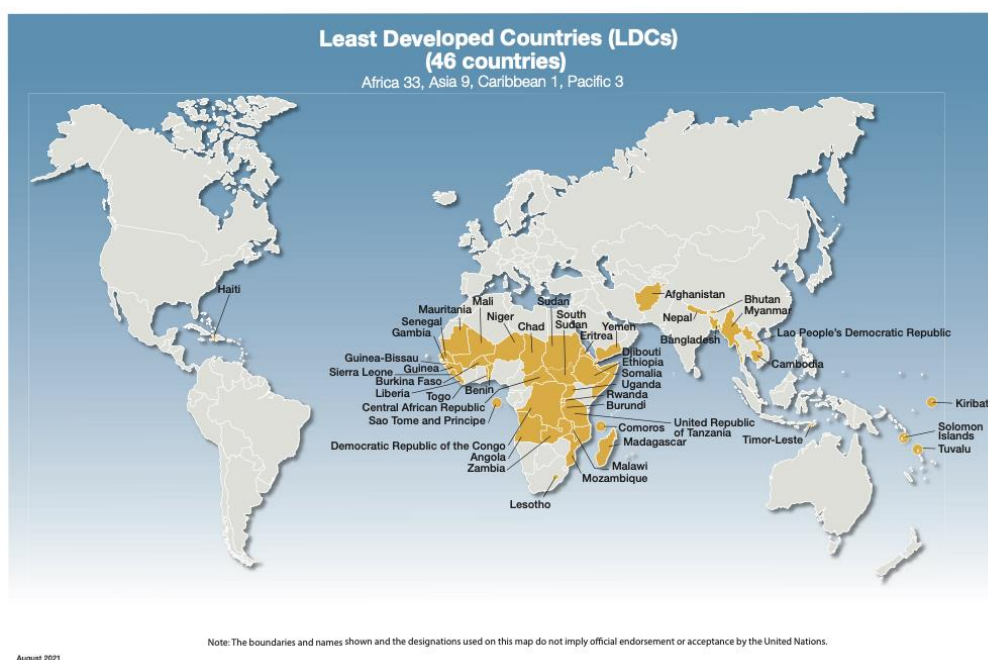 Least Developed Countries (LDCs)
(46 countries)
Africa 33, Asia 9, Caribbean 1, Pacific 3
Haiti
Mali
Mauritania
Niger
Senegal
Gambia
Chad
Sudan
South
Sudan
Eritrea
Yemen
Afghanistan
Nepal
Bhutan
Myanmar
Bangladesh
Lao People's Democratic Republic
Cambodia
Guinea-Bissau
Guinea
Sierra Leone
Burkina Faso
Liberia
Togo
Benin
Central African Republic
Sao Tome and Principe
Djibouti
Ethiopia
Somalia
Uganda
Rwanda
Burundi
United Republic
of Tanzania
Comoros
Madagascar
Democratic Republic of the Congo
Angola
Zambia
Malawi
Mozambique
Lesotho
Timor-Leste
Kiribat
Solomon
Islands
Tuvalu
Note: The boundaries and names shown and the designations used on this map do not imply official endorsement or acceptance by the United Nations.
August 2021